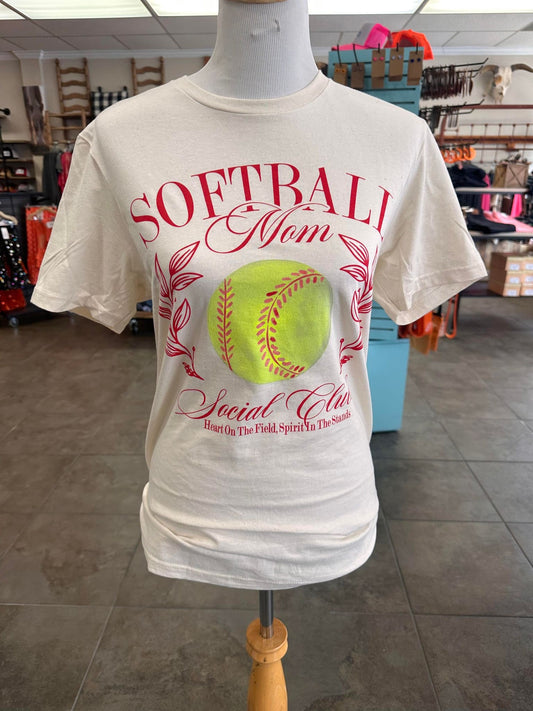 SOFTBALL
Mom
Social Club
Heart On The Field, Spirit In The Stands